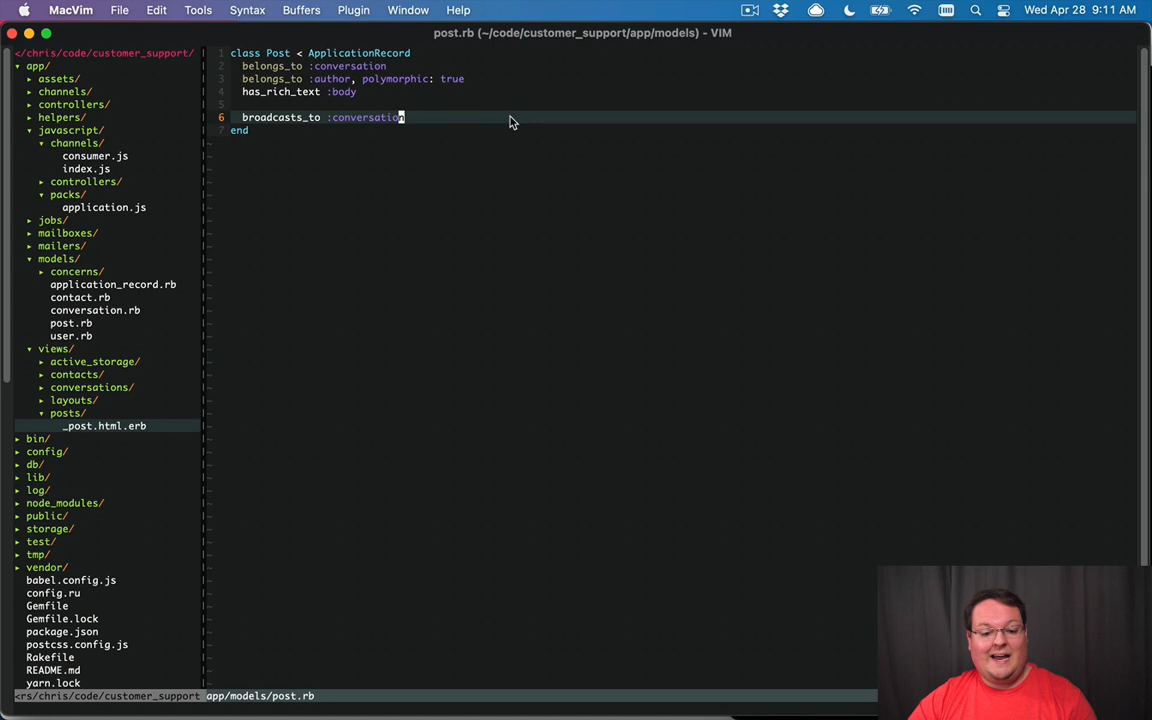 MacVim File Edit Tools Syntax Buffers Plugin Window Help Wed Apr 28 9:11 AM
post.rb (~/code/customer_support/app/models) - VIM
</chris/code/customer_support/
▾ app/
▸ assets/
▸ channels/
▸ controllers/
▸ helpers/
▾ javascript/
▾ channels/
consumer.js
index.js
▸ controllers/
▾ packs/
application.js
▸ jobs/
▸ mailboxes/
▸ mailers/
▾ models/
▸ concerns/
application_record.rb
contact.rb
conversation.rb
post.rb
user.rb
▾ views/
▸ active_storage/
▸ contacts/
▸ conversations/
▸ layouts/
▾ posts/
_post.html.erb
▸ bin/
▸ config/
▸ db/
▸ lib/
▸ log/
▸ node_modules/
▸ public/
▸ storage/
▸ test/
▸ tmp/
▸ vendor/
babel.config.js
config.ru
Gemfile
Gemfile.lock
package.json
postcss.config.js
Rakefile
README.md
yarn.lock
<rs/chris/code/customer_support
1 class Post < ApplicationRecord
2 belongs_to :conversation
3 belongs_to :author, polymorphic: true
4 has_rich_text :body
5
6 broadcasts_to :conversation
7 end
app/models/post.rb